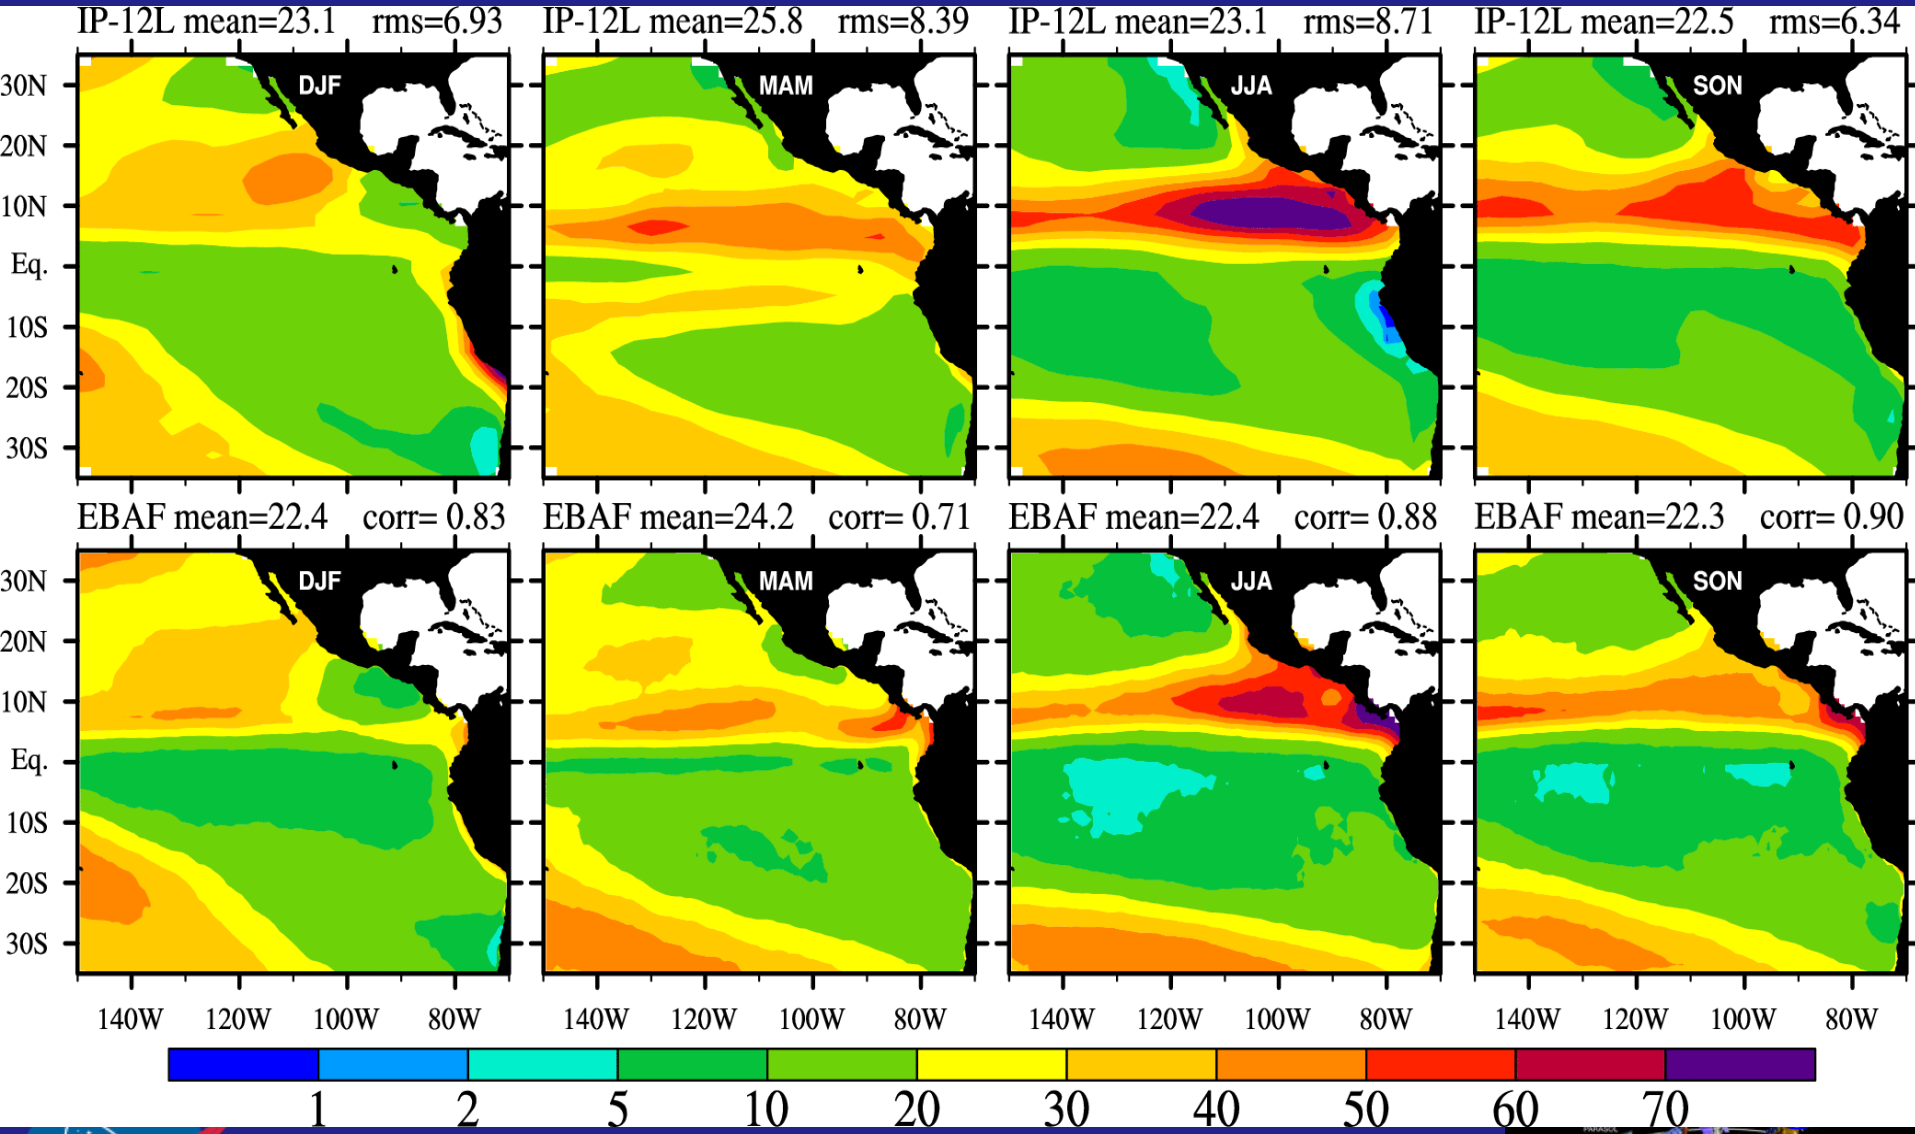 IP-12L mean=23.1 rms=6.93 IP-12L mean=25.8 rms=8.39 IP-12L mean=23.1 rms=8.71 IP-12L mean=22.5 rms=6.34
DJF MAM JJA SON
30N
20N
10N
Eq.
10S
20S
30S
EBAF mean=22.4 corr= 0.83 EBAF mean=24.2 corr= 0.71 EBAF mean=22.4 corr= 0.88 EBAF mean=22.3 corr= 0.90
DJF MAM JJA SON
30N
20N
10N
Eq.
10S
20S
30S
140W 120W 100W 80W 140W 120W 100W 80W 140W 120W 100W 80W 140W 120W 100W 80W
1 2 5 10 20 30 40 50 60 70
PARASOL